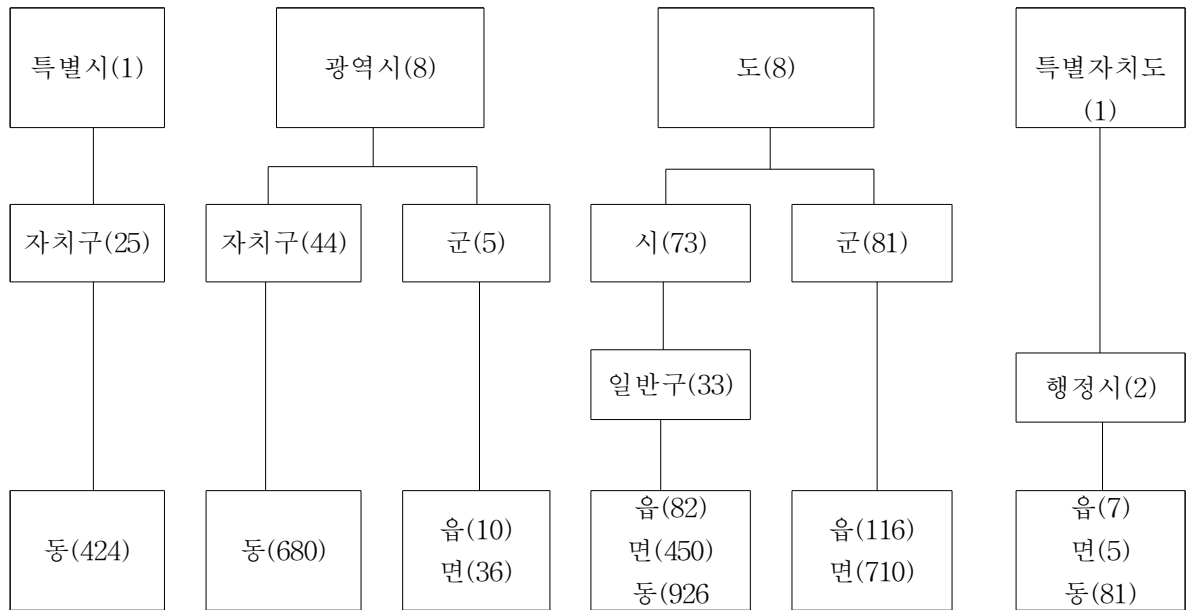 특별시(1)
광역시(8)
도(8)
특별자치도
(1)
자치구(25)
자치구(44)
군(5)
시(73)
군(81)
일반구(33)
행정시(2)
동(424)
동(680)
읍(10)
면(36)
읍(82)
면(450)
동(926
읍(116)
면(710)
읍(7)
면(5)
동(81)